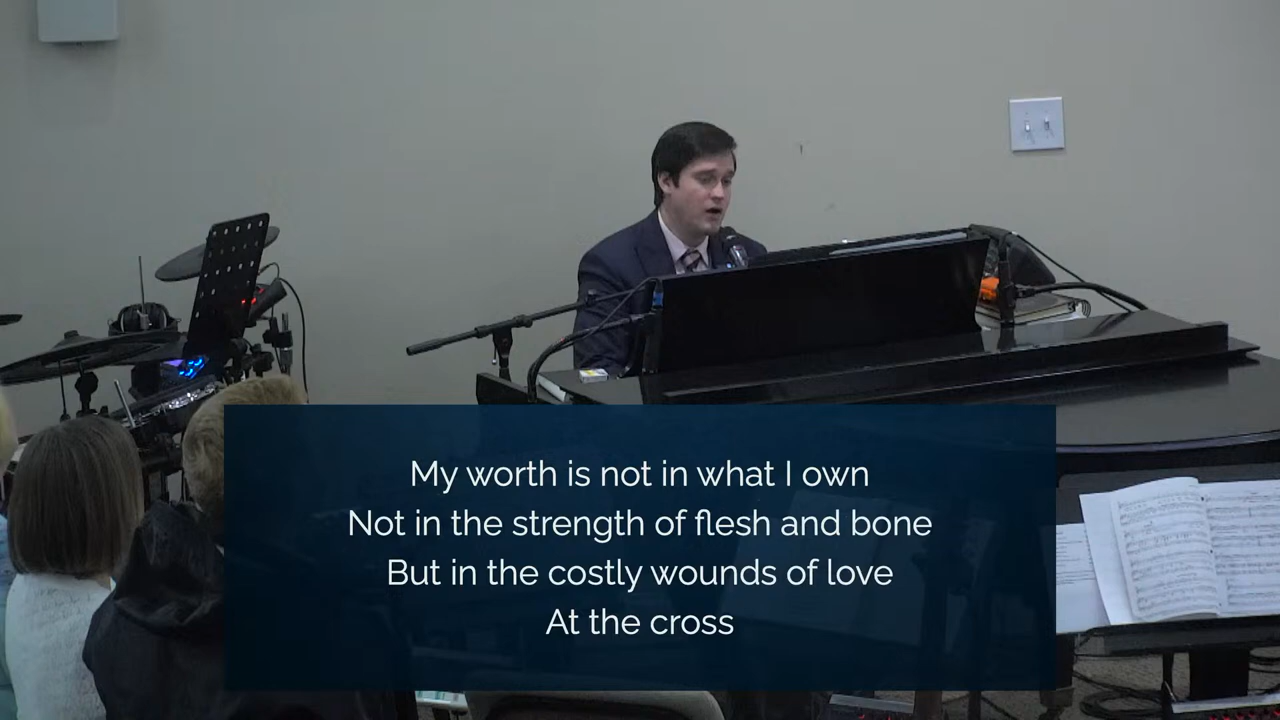 My worth is not in what I own
Not in the strength of flesh and bone
But in the costly wounds of love
At the cross